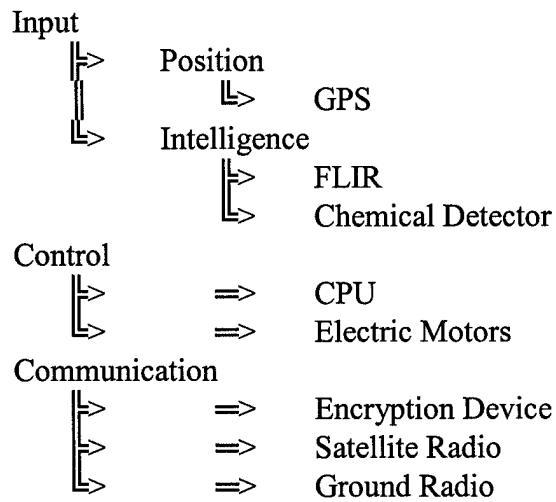 Input
Position
GPS
Intelligence
FLIR
Chemical Detector
Control
=> CPU
=> Electric Motors
Communication
=> Encryption Device
=> Satellite Radio
=> Ground Radio